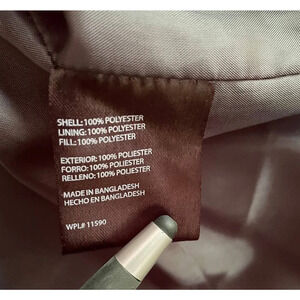 SHELL: 100% POLYESTER
LINING: 100% POLYESTER
FILL: 100% POLYESTER
EXTERIOR: 100% POLIESTER
FORRO: 100% POLIESTER
RELLENO: 100% POLIESTER
MADE IN BANGLADESH
HECHO EN BANGLADESH
WPL# 11590